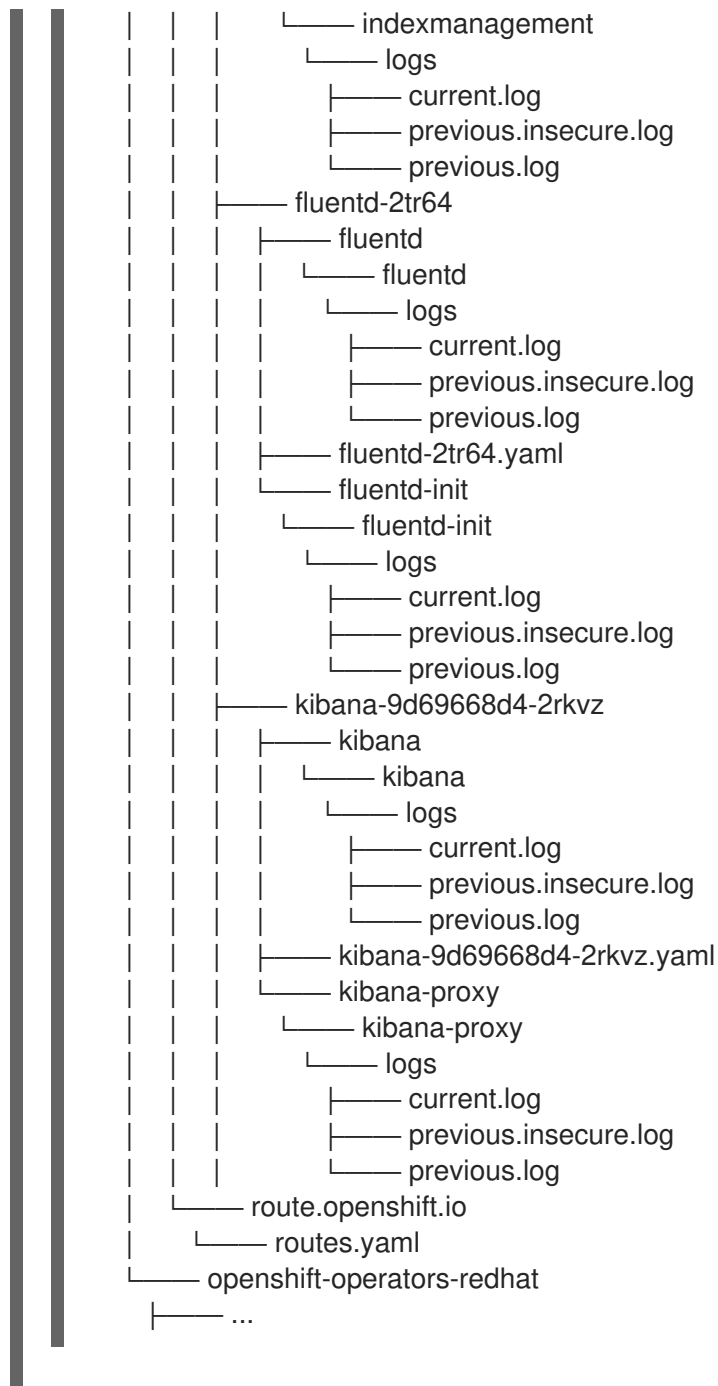 │ │ │ └── indexmanagement
│ │ │ └── logs
│ │ │ ├── current.log
│ │ │ ├── previous.insecure.log
│ │ │ └── previous.log
│ │ ├── fluentd-2tr64
│ │ │ ├── fluentd
│ │ │ │ └── fluentd
│ │ │ │ └── logs
│ │ │ │ ├── current.log
│ │ │ │ ├── previous.insecure.log
│ │ │ │ └── previous.log
│ │ │ ├── fluentd-2tr64.yaml
│ │ │ └── fluentd-init
│ │ │ └── fluentd-init
│ │ │ └── logs
│ │ │ ├── current.log
│ │ │ ├── previous.insecure.log
│ │ │ └── previous.log
│ │ ├── kibana-9d69668d4-2rkvz
│ │ │ ├── kibana
│ │ │ │ └── kibana
│ │ │ │ └── logs
│ │ │ │ ├── current.log
│ │ │ │ ├── previous.insecure.log
│ │ │ │ └── previous.log
│ │ │ ├── kibana-9d69668d4-2rkvz.yaml
│ │ │ └── kibana-proxy
│ │ │ └── kibana-proxy
│ │ │ └── logs
│ │ │ ├── current.log
│ │ │ ├── previous.insecure.log
│ │ │ └── previous.log
│ └── route.openshift.io
│ └── routes.yaml
└── openshift-operators-redhat
├── ...